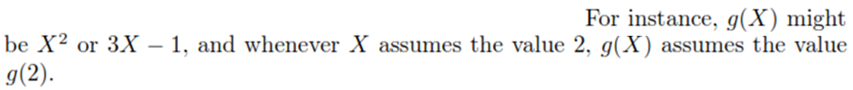 For instance, g(X) might
be X² or 3X − 1, and whenever X assumes the value 2, g(X) assumes the value
g(2).